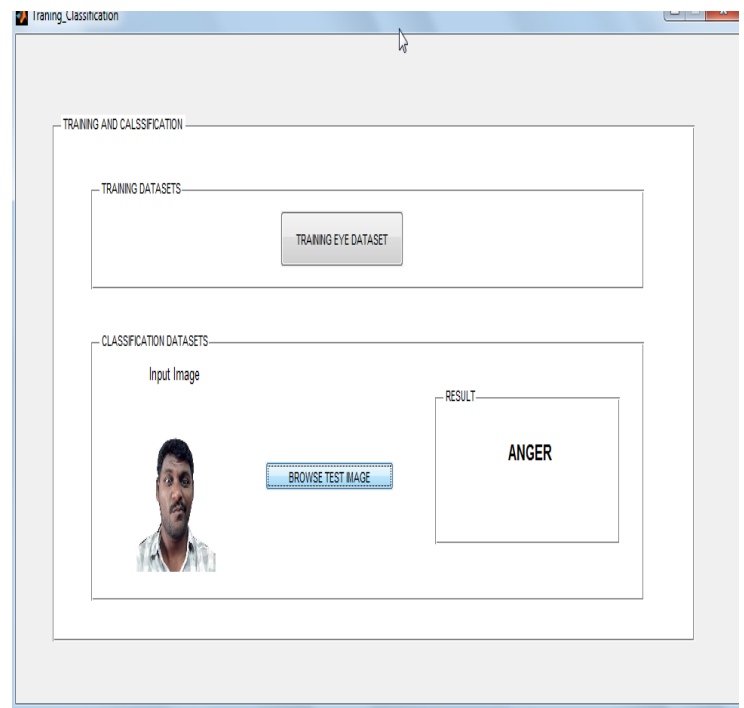 Traning_Classification
TRAINING AND CALSSIFICATION
TRAINING DATASETS
TRAINING EYE DATASET
CLASSIFICATION DATASETS
Input Image
RESULT
ANGER
BROWSE TEST IMAGE